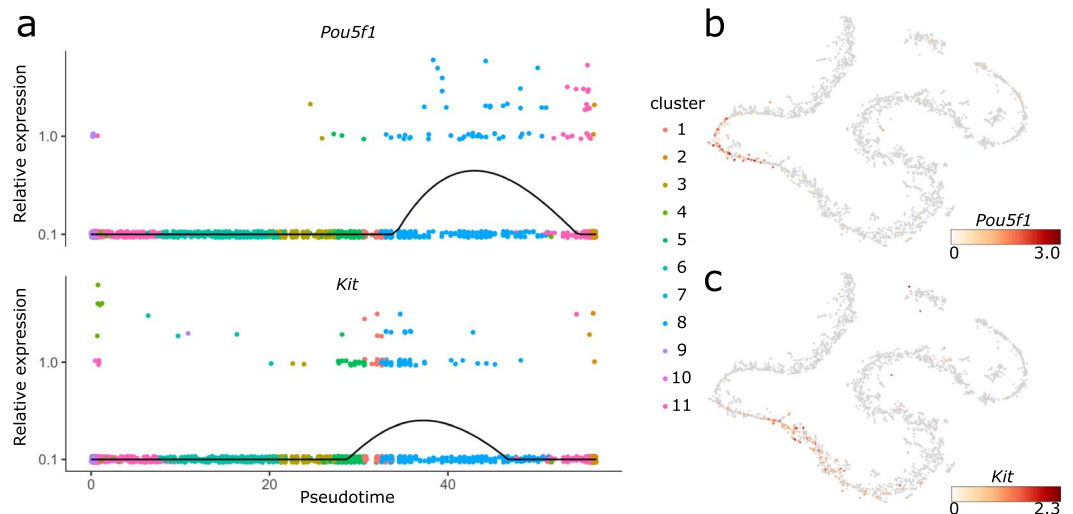 a
Pou5f1
Relative expression
1.0
0.1
Kit
Relative expression
1.0
0.1
0
20
40
Pseudotime
cluster
1
2
3
4
5
6
7
8
9
10
11
b
Pou5f1
0
3.0
c
Kit
0
2.3